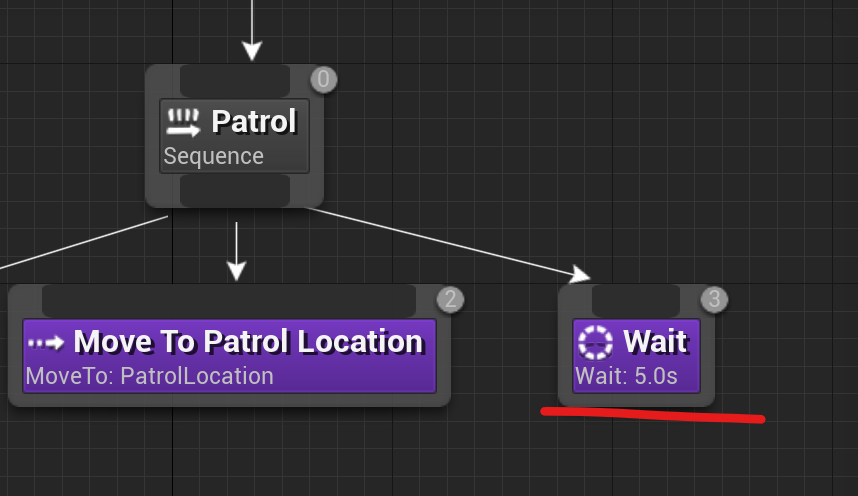 0
Patrol
Sequence
2
Move To Patrol Location
MoveTo: PatrolLocation
3
Wait
Wait: 5.0s